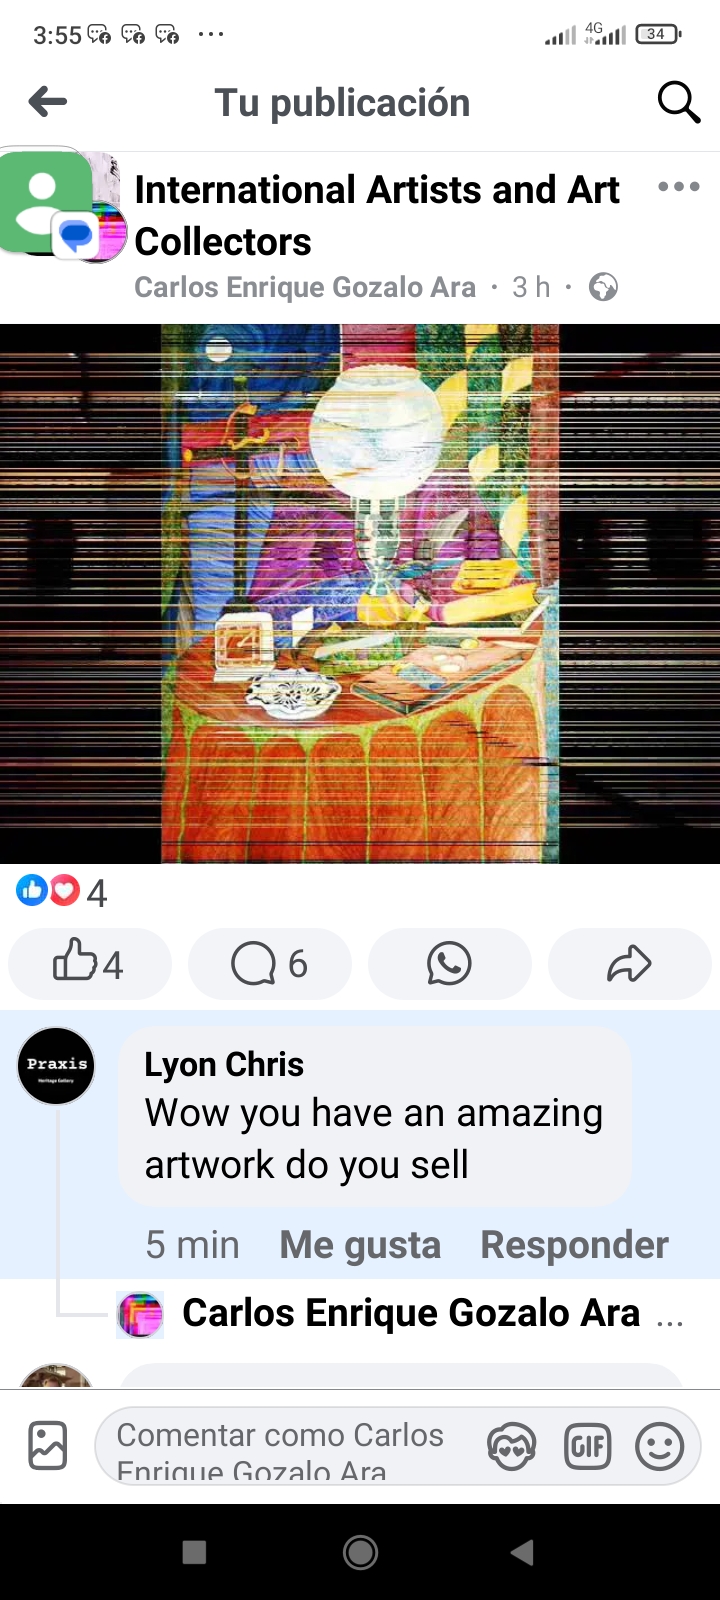 3:55
4G
34
Tu publicación
International Artists and Art
Collectors
Carlos Enrique Gozalo Ara · 3 h ·
4
4
6
Praxis
Heritage Gallery
Lyon Chris
Wow you have an amazing
artwork do you sell
5 min Me gusta Responder
Carlos Enrique Gozalo Ara ...
Comentar como Carlos
Enrique Gozalo Ara
GIF